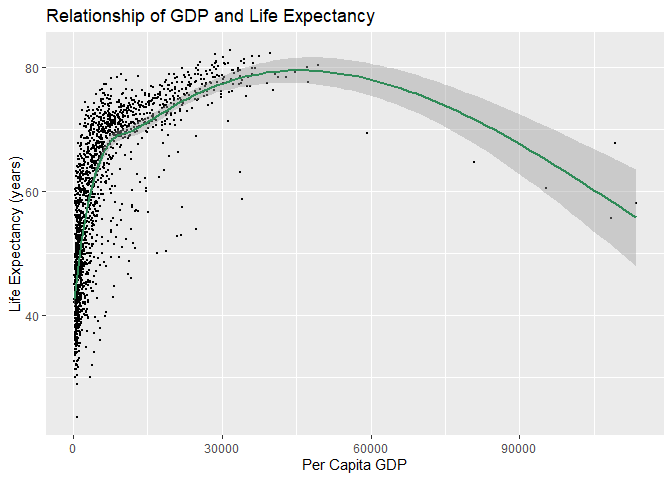 Relationship of GDP and Life Expectancy
Life Expectancy (years)
80
60
40
0
30000
60000
90000
Per Capita GDP